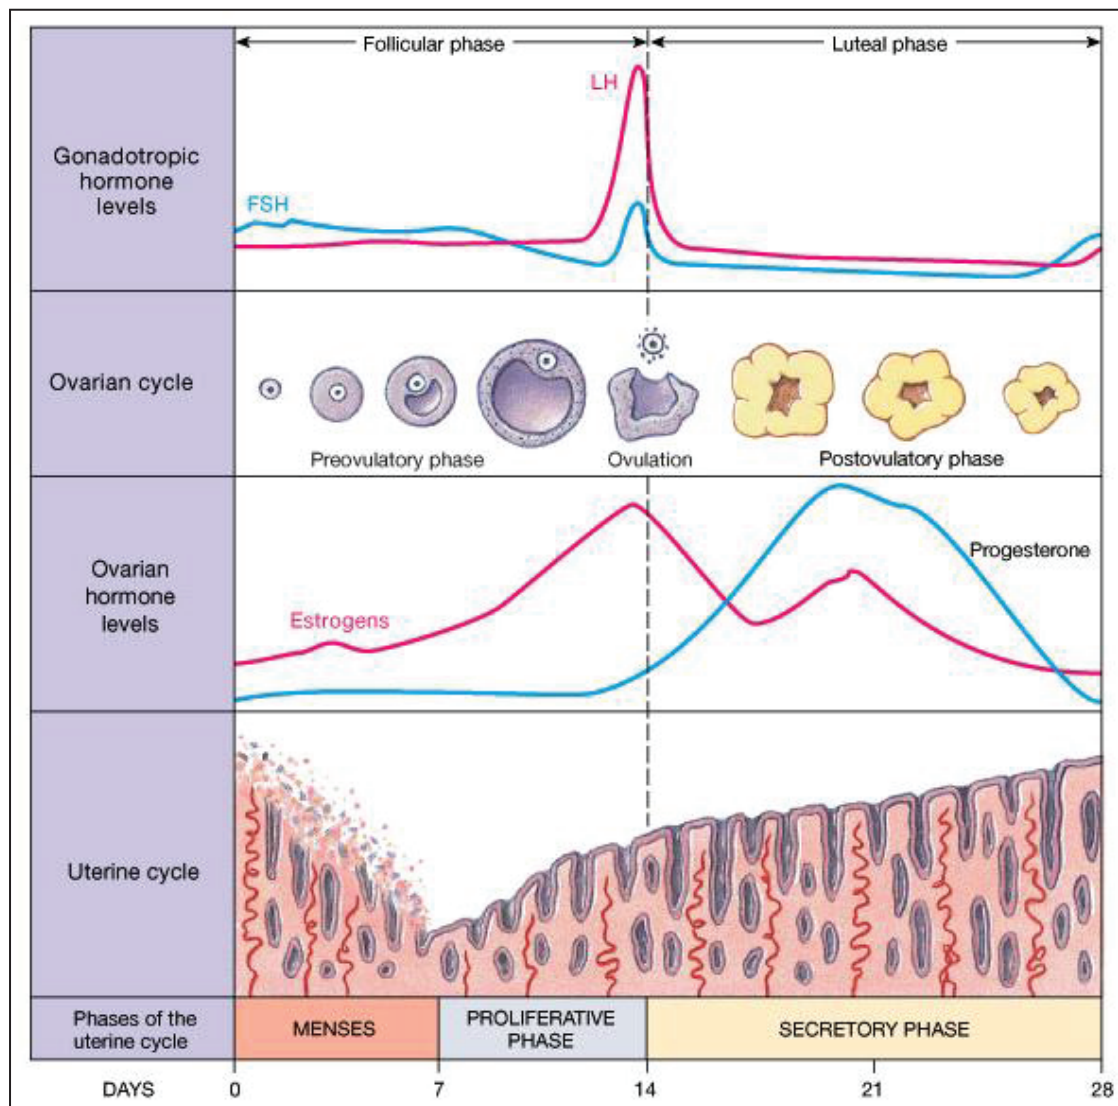 Follicular phase
Luteal phase
Gonadotropic
hormone
levels
LH
FSH
Ovarian cycle
Preovulatory phase
Ovulation
Postovulatory phase
Ovarian
hormone
levels
Estrogens
Progesterone
Uterine cycle
Phases of the
uterine cycle
MENSES
PROLIFERATIVE
PHASE
SECRETORY PHASE
DAYS 0 7 14 21 28